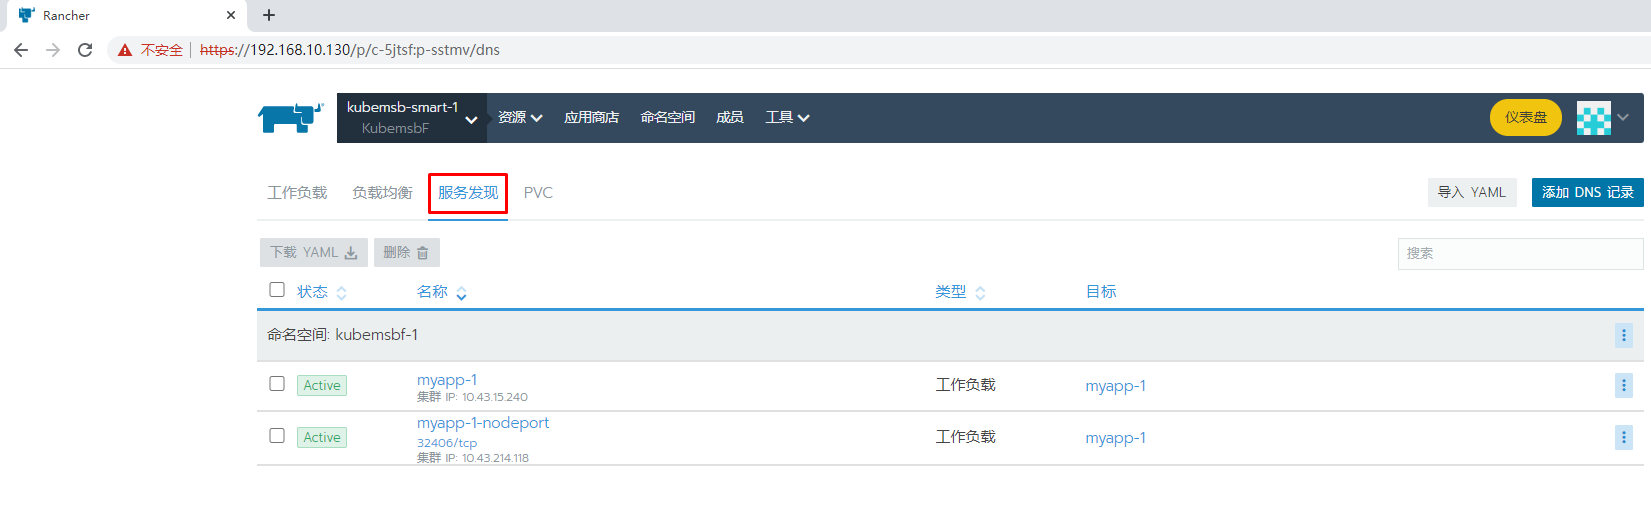 Rancher
不安全 https://192.168.10.130/p/c-5jtsf:p-sstmv/dns
kubemsb-smart-1
KubemsbF
资源 应用商店 命名空间 成员 工具 仪表盘
工作负载 负载均衡 服务发现 PVC 导入 YAML 添加 DNS 记录
下载 YAML 删除 搜索
状态 名称 类型 目标
命名空间: kubemsbf-1
Active myapp-1 工作负载 myapp-1
集群 IP: 10.43.15.240
myapp-1-nodeport
Active 32406/tcp 工作负载 myapp-1
集群 IP: 10.43.214.118